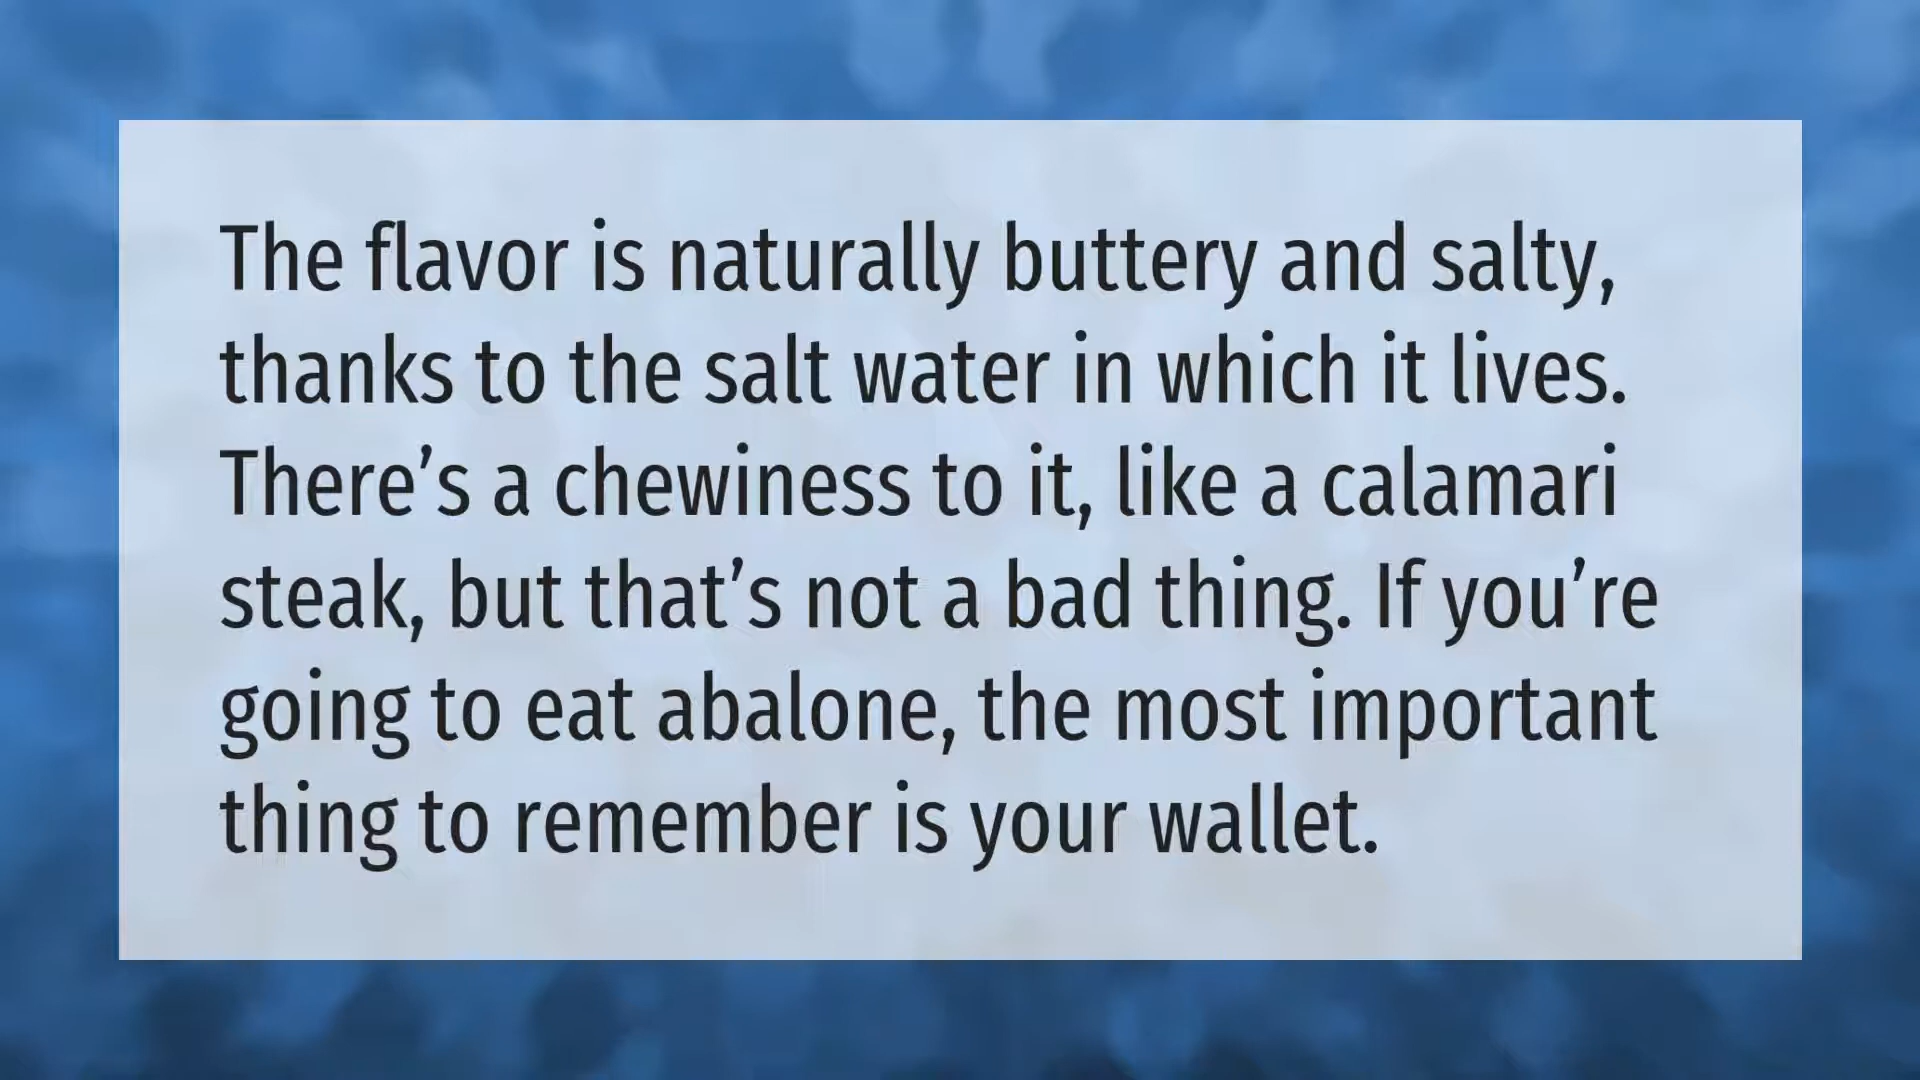 The flavor is naturally buttery and salty,
thanks to the salt water in which it lives.
There’s a chewiness to it, like a calamari
steak, but that’s not a bad thing. If you’re
going to eat abalone, the most important
thing to remember is your wallet.